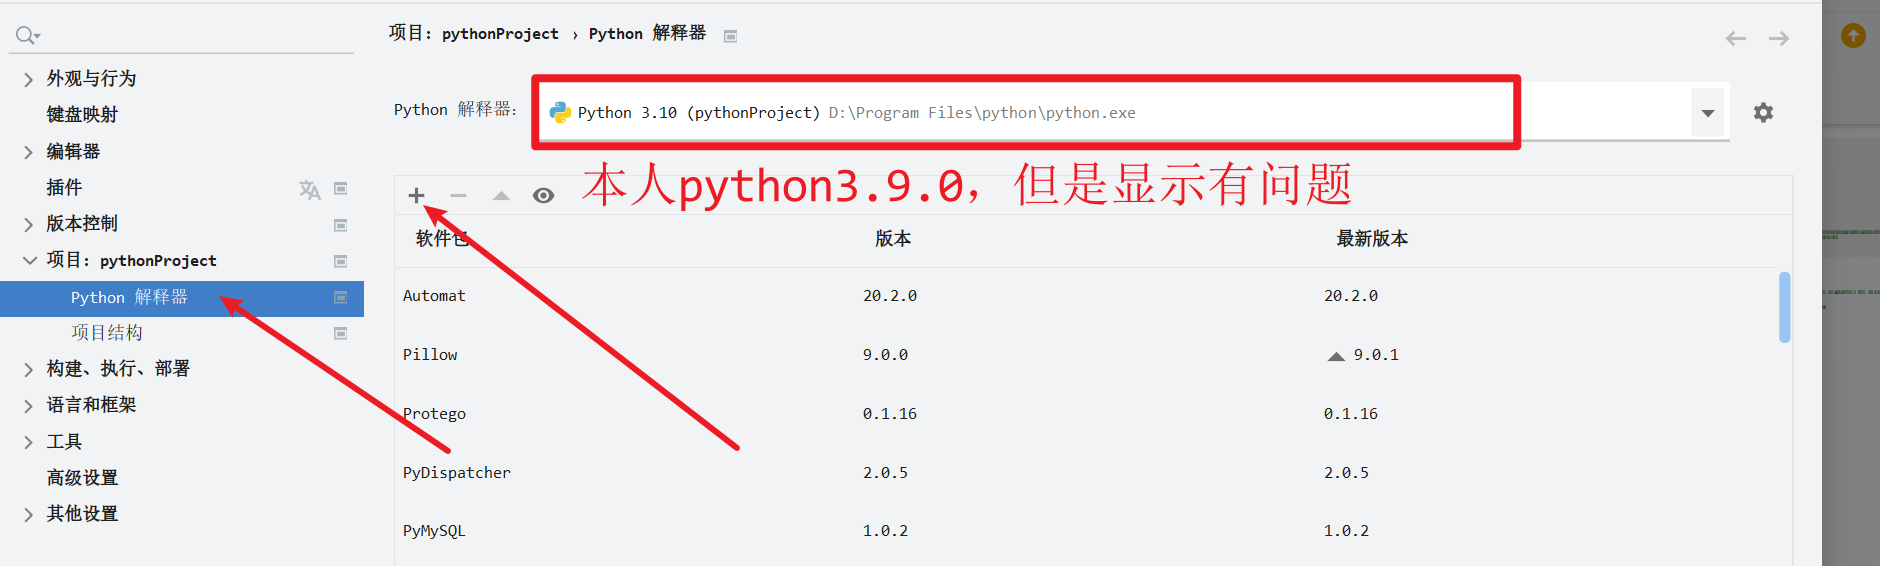 项目: pythonProject › Python 解释器
外观与行为
键盘映射
编辑器
插件
版本控制
项目: pythonProject
Python 解释器
项目结构
构建、执行、部署
语言和框架
工具
高级设置
其他设置
Python 解释器: Python 3.10 (pythonProject) D:\Program Files\python\python.exe
本人python3.9.0，但是显示有问题
软件包 版本 最新版本
Automat 20.2.0 20.2.0
Pillow 9.0.0 9.0.1
Protego 0.1.16 0.1.16
PyDispatcher 2.0.5 2.0.5
PyMySQL 1.0.2 1.0.2